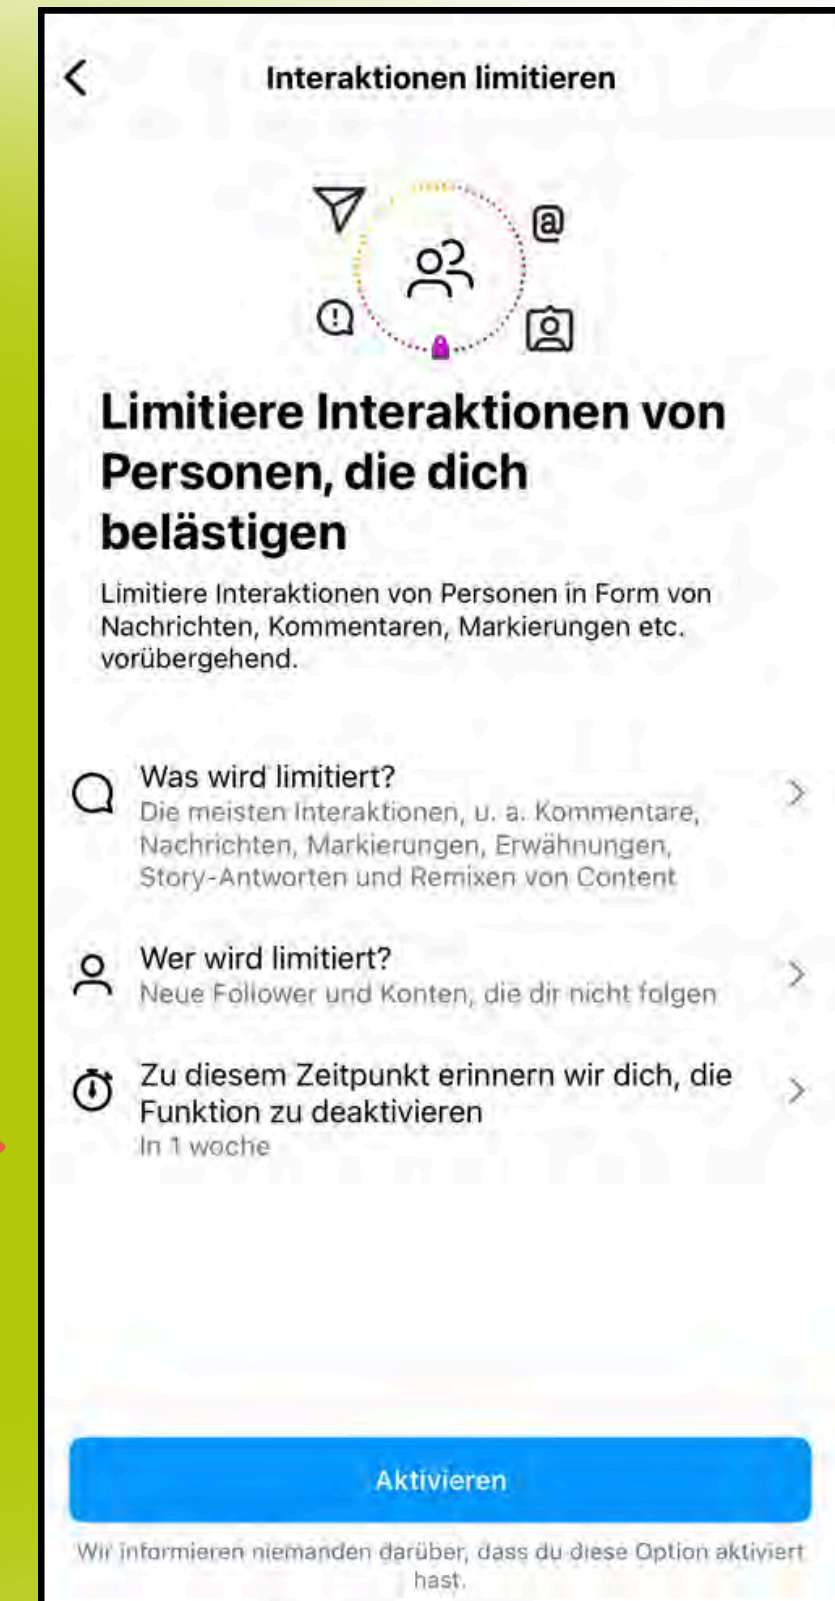 Interaktionen limitieren
@
Limitiere Interaktionen von
Personen, die dich
belästigen
Limitiere Interaktionen von Personen in Form von
Nachrichten, Kommentaren, Markierungen etc.
vorübergehend.
Was wird limitiert?
Die meisten Interaktionen, u. a. Kommentare,
Nachrichten, Markierungen, Erwähnungen,
Story-Antworten und Remixen von Content
Wer wird limitiert?
Neue Follower und Konten, die dir nicht folgen
Zu diesem Zeitpunkt erinnern wir dich, die
Funktion zu deaktivieren
In 1 woche
Aktivieren
Wir informieren niemanden darüber, dass du diese Option aktiviert
hast.